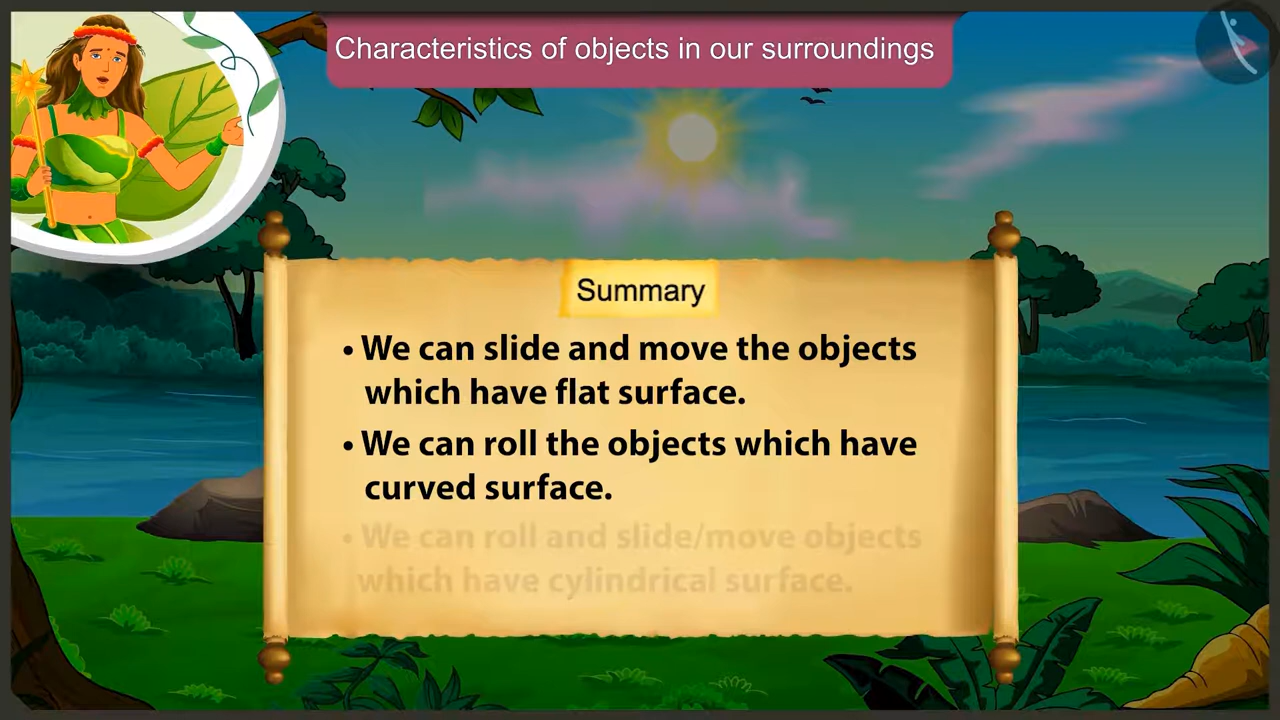 Characteristics of objects in our surroundings
Summary
• We can slide and move the objects
which have flat surface.
• We can roll the objects which have
curved surface.
• We can roll and slide/move objects
which have cylindrical surface.